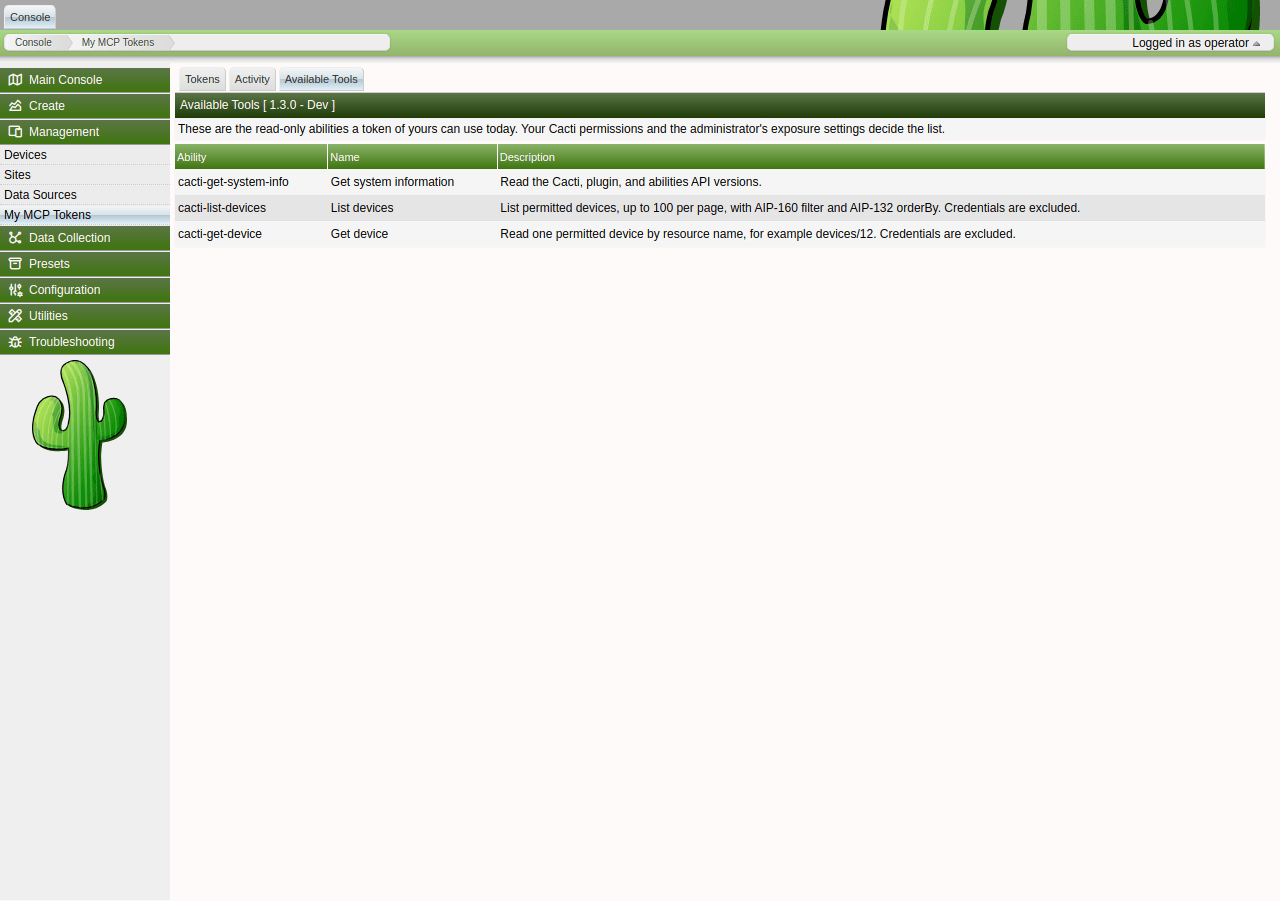 Console
Console
My MCP Tokens
Logged in as operator
Main Console
Create
Management
Devices
Sites
Data Sources
My MCP Tokens
Data Collection
Presets
Configuration
Utilities
Troubleshooting
Tokens
Activity
Available Tools
Available Tools [ 1.3.0 - Dev ]
These are the read-only abilities a token of yours can use today. Your Cacti permissions and the administrator's exposure settings decide the list.
Ability Name Description
cacti-get-system-info Get system information Read the Cacti, plugin, and abilities API versions.
cacti-list-devices List devices List permitted devices, up to 100 per page, with AIP-160 filter and AIP-132 orderBy. Credentials are excluded.
cacti-get-device Get device Read one permitted device by resource name, for example devices/12. Credentials are excluded.